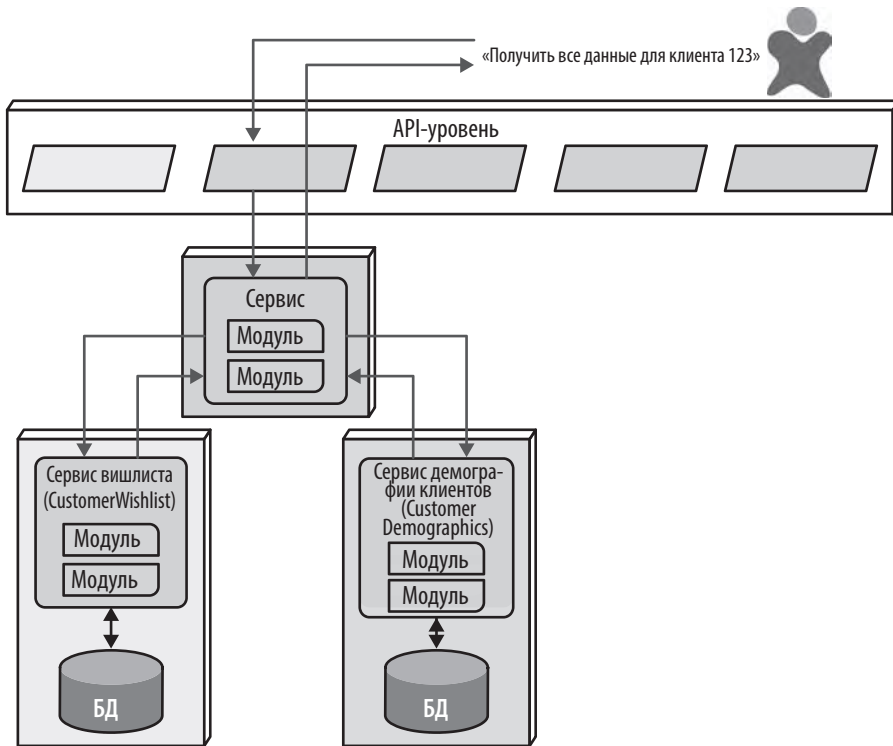 «Получить все данные для клиента 123»
API-уровень
Сервис
Модуль
Модуль
Сервис вишлиста
(CustomerWishlist)
Модуль
Модуль
БД
Сервис демогра-
фии клиентов
(Customer
Demographics)
Модуль
Модуль
БД